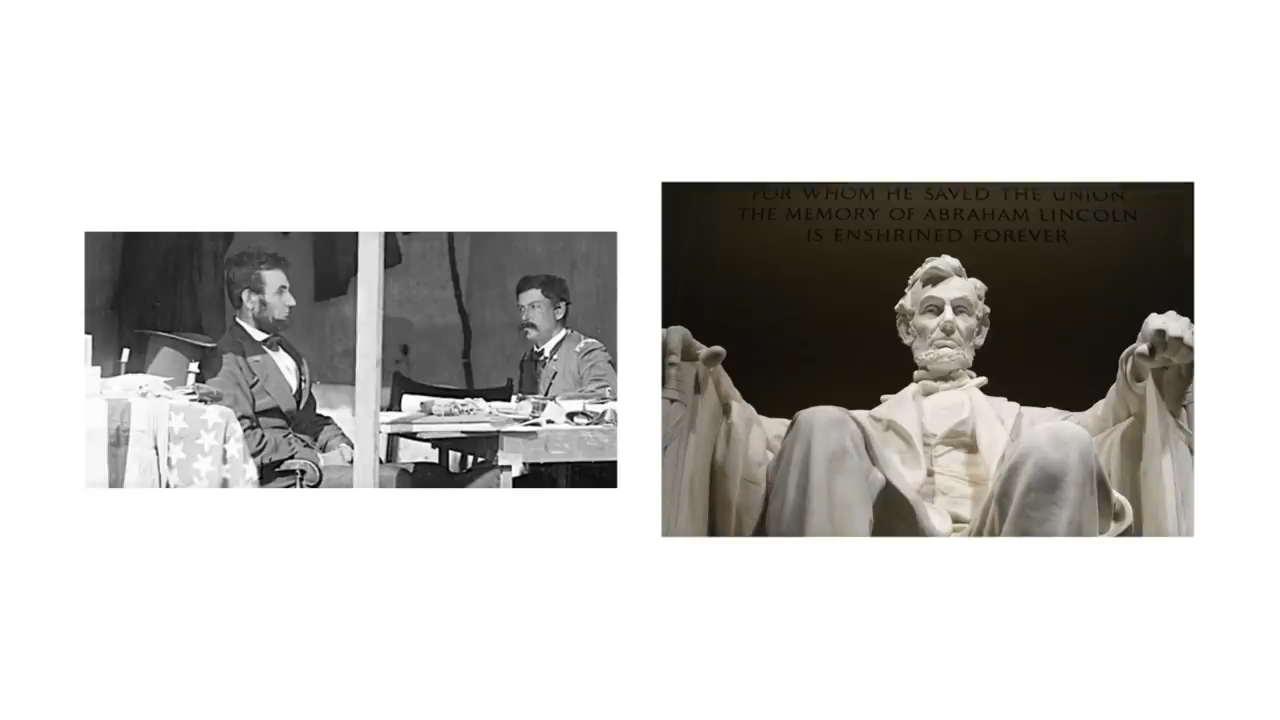 FOR WHOM HE SAVED THE UNION
THE MEMORY OF ABRAHAM LINCOLN
IS ENSHRINED FOREVER